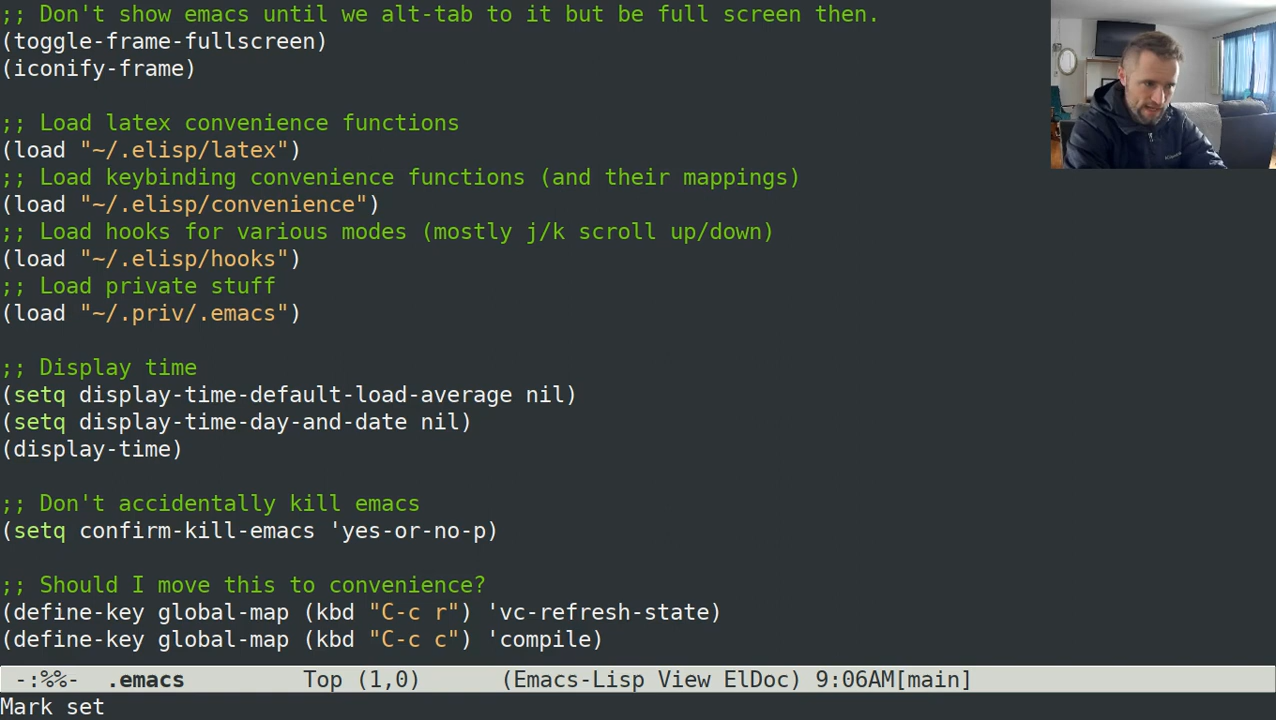 ;; Don't show emacs until we alt-tab to it but be full screen then.
(toggle-frame-fullscreen)
(iconify-frame)
;; Load latex convenience functions
(load "~/.elisp/latex")
;; Load keybinding convenience functions (and their mappings)
(load "~/.elisp/convenience")
;; Load hooks for various modes (mostly j/k scroll up/down)
(load "~/.elisp/hooks")
;; Load private stuff
(load "~/.priv/.emacs")
;; Display time
(setq display-time-default-load-average nil)
(setq display-time-day-and-date nil)
(display-time)
;; Don't accidentally kill emacs
(setq confirm-kill-emacs 'yes-or-no-p)
;; Should I move this to convenience?
(define-key global-map (kbd "C-c r") 'vc-refresh-state)
(define-key global-map (kbd "C-c c") 'compile)
-:%%- .emacs Top (1,0) (Emacs-Lisp View ElDoc) 9:06AM[main]
Mark set